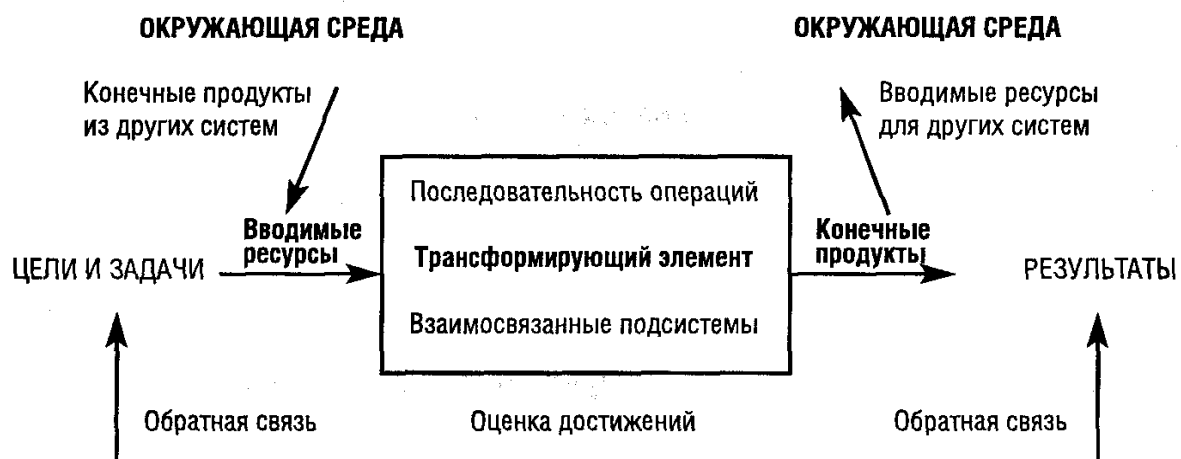 ОКРУЖАЮЩАЯ СРЕДА
ОКРУЖАЮЩАЯ СРЕДА
Конечные продукты
из других систем
Вводимые ресурсы
для других систем
Последовательность операций
Вводимые
ресурсы
Конечные
продукты
ЦЕЛИ И ЗАДАЧИ
Трансформирующий элемент
РЕЗУЛЬТАТЫ
Взаимосвязанные подсистемы
Обратная связь
Оценка достижений
Обратная связь